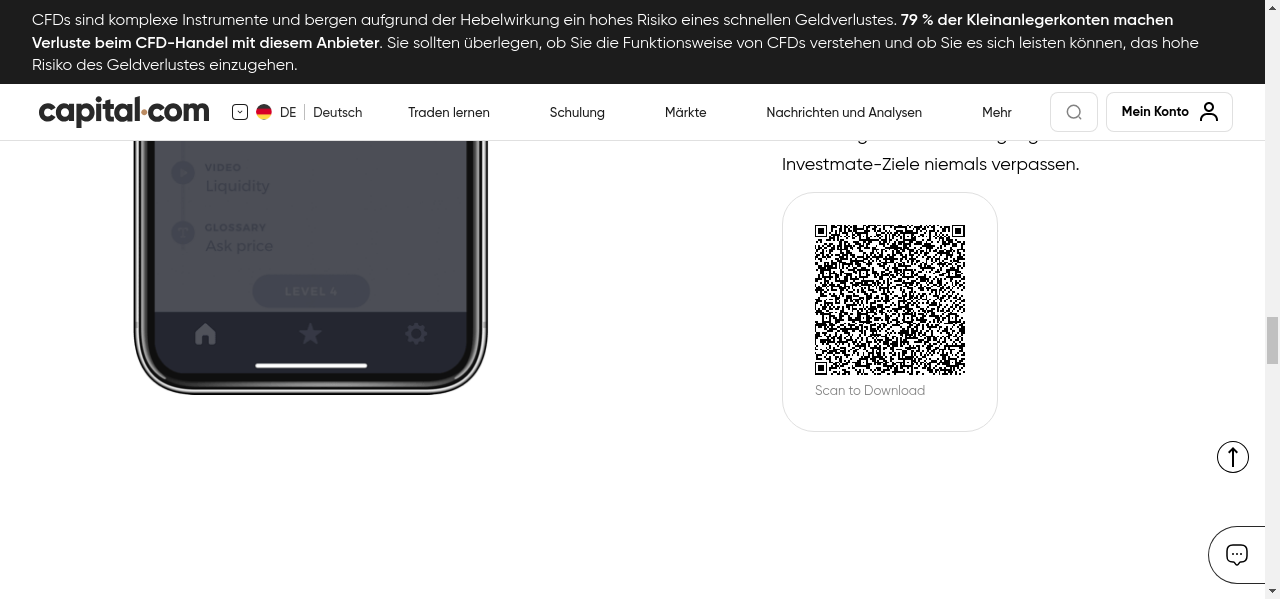 CFDs sind komplexe Instrumente und bergen aufgrund der Hebelwirkung ein hohes Risiko eines schnellen Geldverlustes. 79 % der Kleinanlegerkonten machen
Verluste beim CFD-Handel mit diesem Anbieter. Sie sollten überlegen, ob Sie die Funktionsweise von CFDs verstehen und ob Sie es sich leisten können, das hohe
Risiko des Geldverlustes einzugehen.
capital.com DE Deutsch Traden lernen Schulung Märkte Nachrichten und Analysen Mehr Mein Konto
Investmate-Ziele niemals verpassen.
VIDEO
Liquidity
GLOSSARY
Ask price
LEVEL 4
Scan to Download